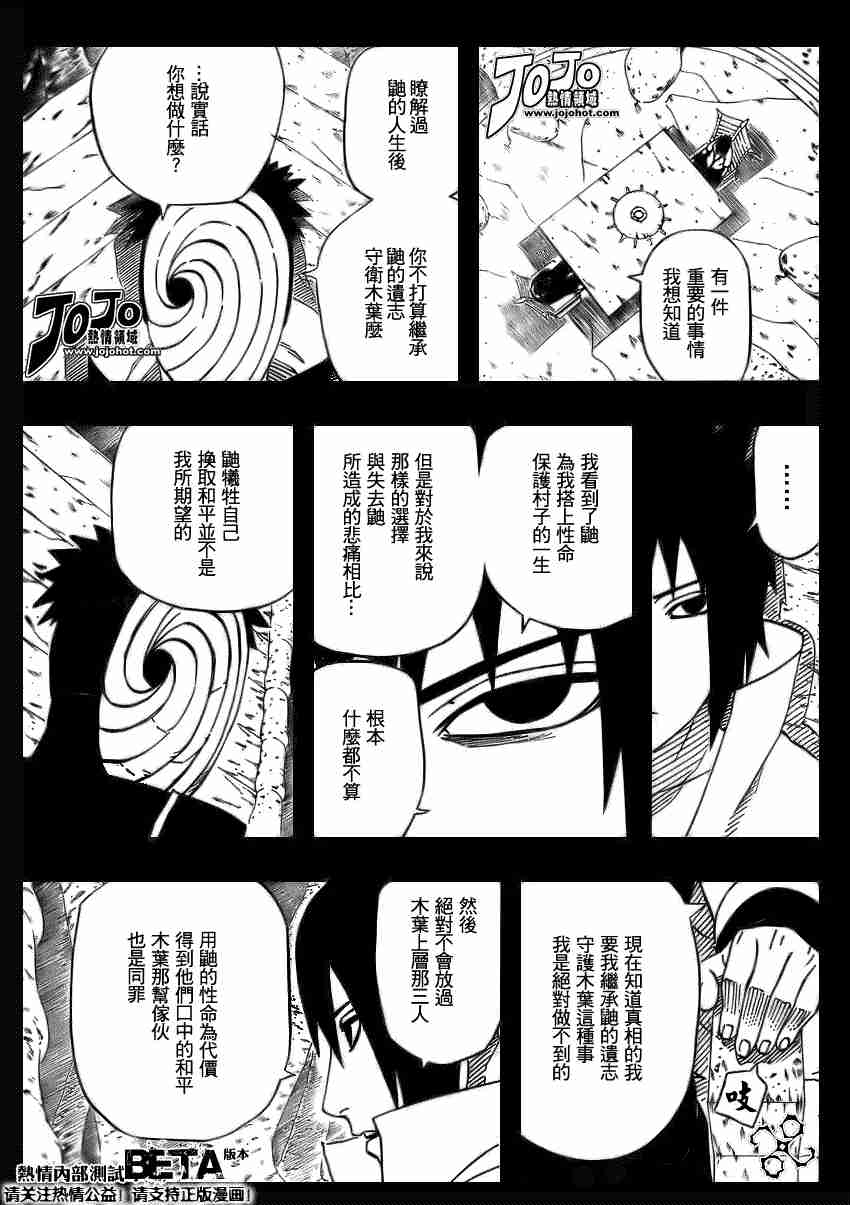 JOJO
熱情領域
www.jojohot.com
有一件
重要的事情
我想知道
瞭解過
鼬的人生後
你不打算繼承
鼬的遺志
守衛木葉麼
…說實話
你想做什麼？
JOJO
熱情領域
www.jojohot.com
……
我看到了鼬
為我搭上性命
保護村子的一生
但是對於我來說
那樣的選擇
與失去鼬
所造成的悲痛相比…
根本
什麼都不算
鼬犧牲自己
換取和平並不是
我所期望的
現在知道真相的我
要我繼承鼬的遺志
守護木葉這種事
我是絕對做不到的
吱
然後
絕對不會放過
木葉上層那三人
用鼬的性命為代價
得到他們口中的和平
木葉那幫傢伙
也是同罪
熱情內部測試BETA版本
请关注热情公益！请支持正版漫画！